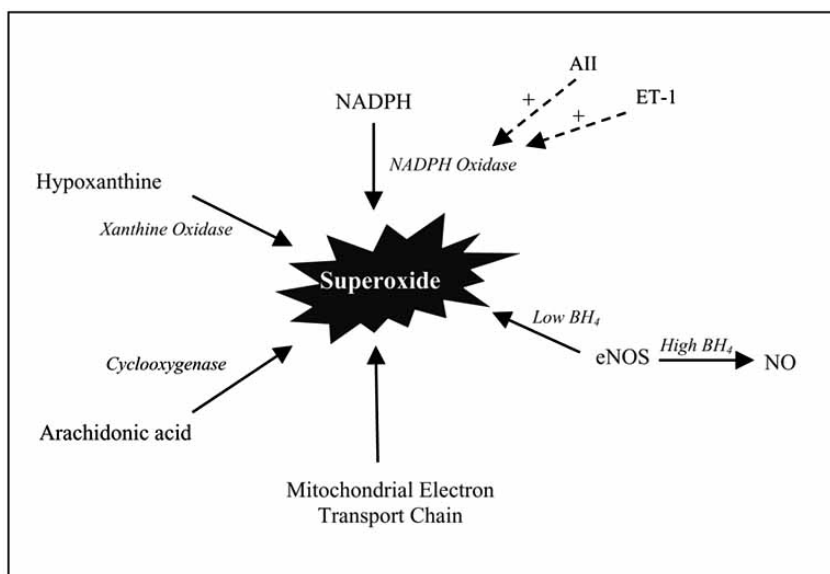 AII
ET-1
+
+
NADPH
NADPH Oxidase
Hypoxanthine
Xanthine Oxidase
Superoxide
Low BH4
eNOS
High BH4
NO
Cyclooxygenase
Arachidonic acid
Mitochondrial Electron
Transport Chain